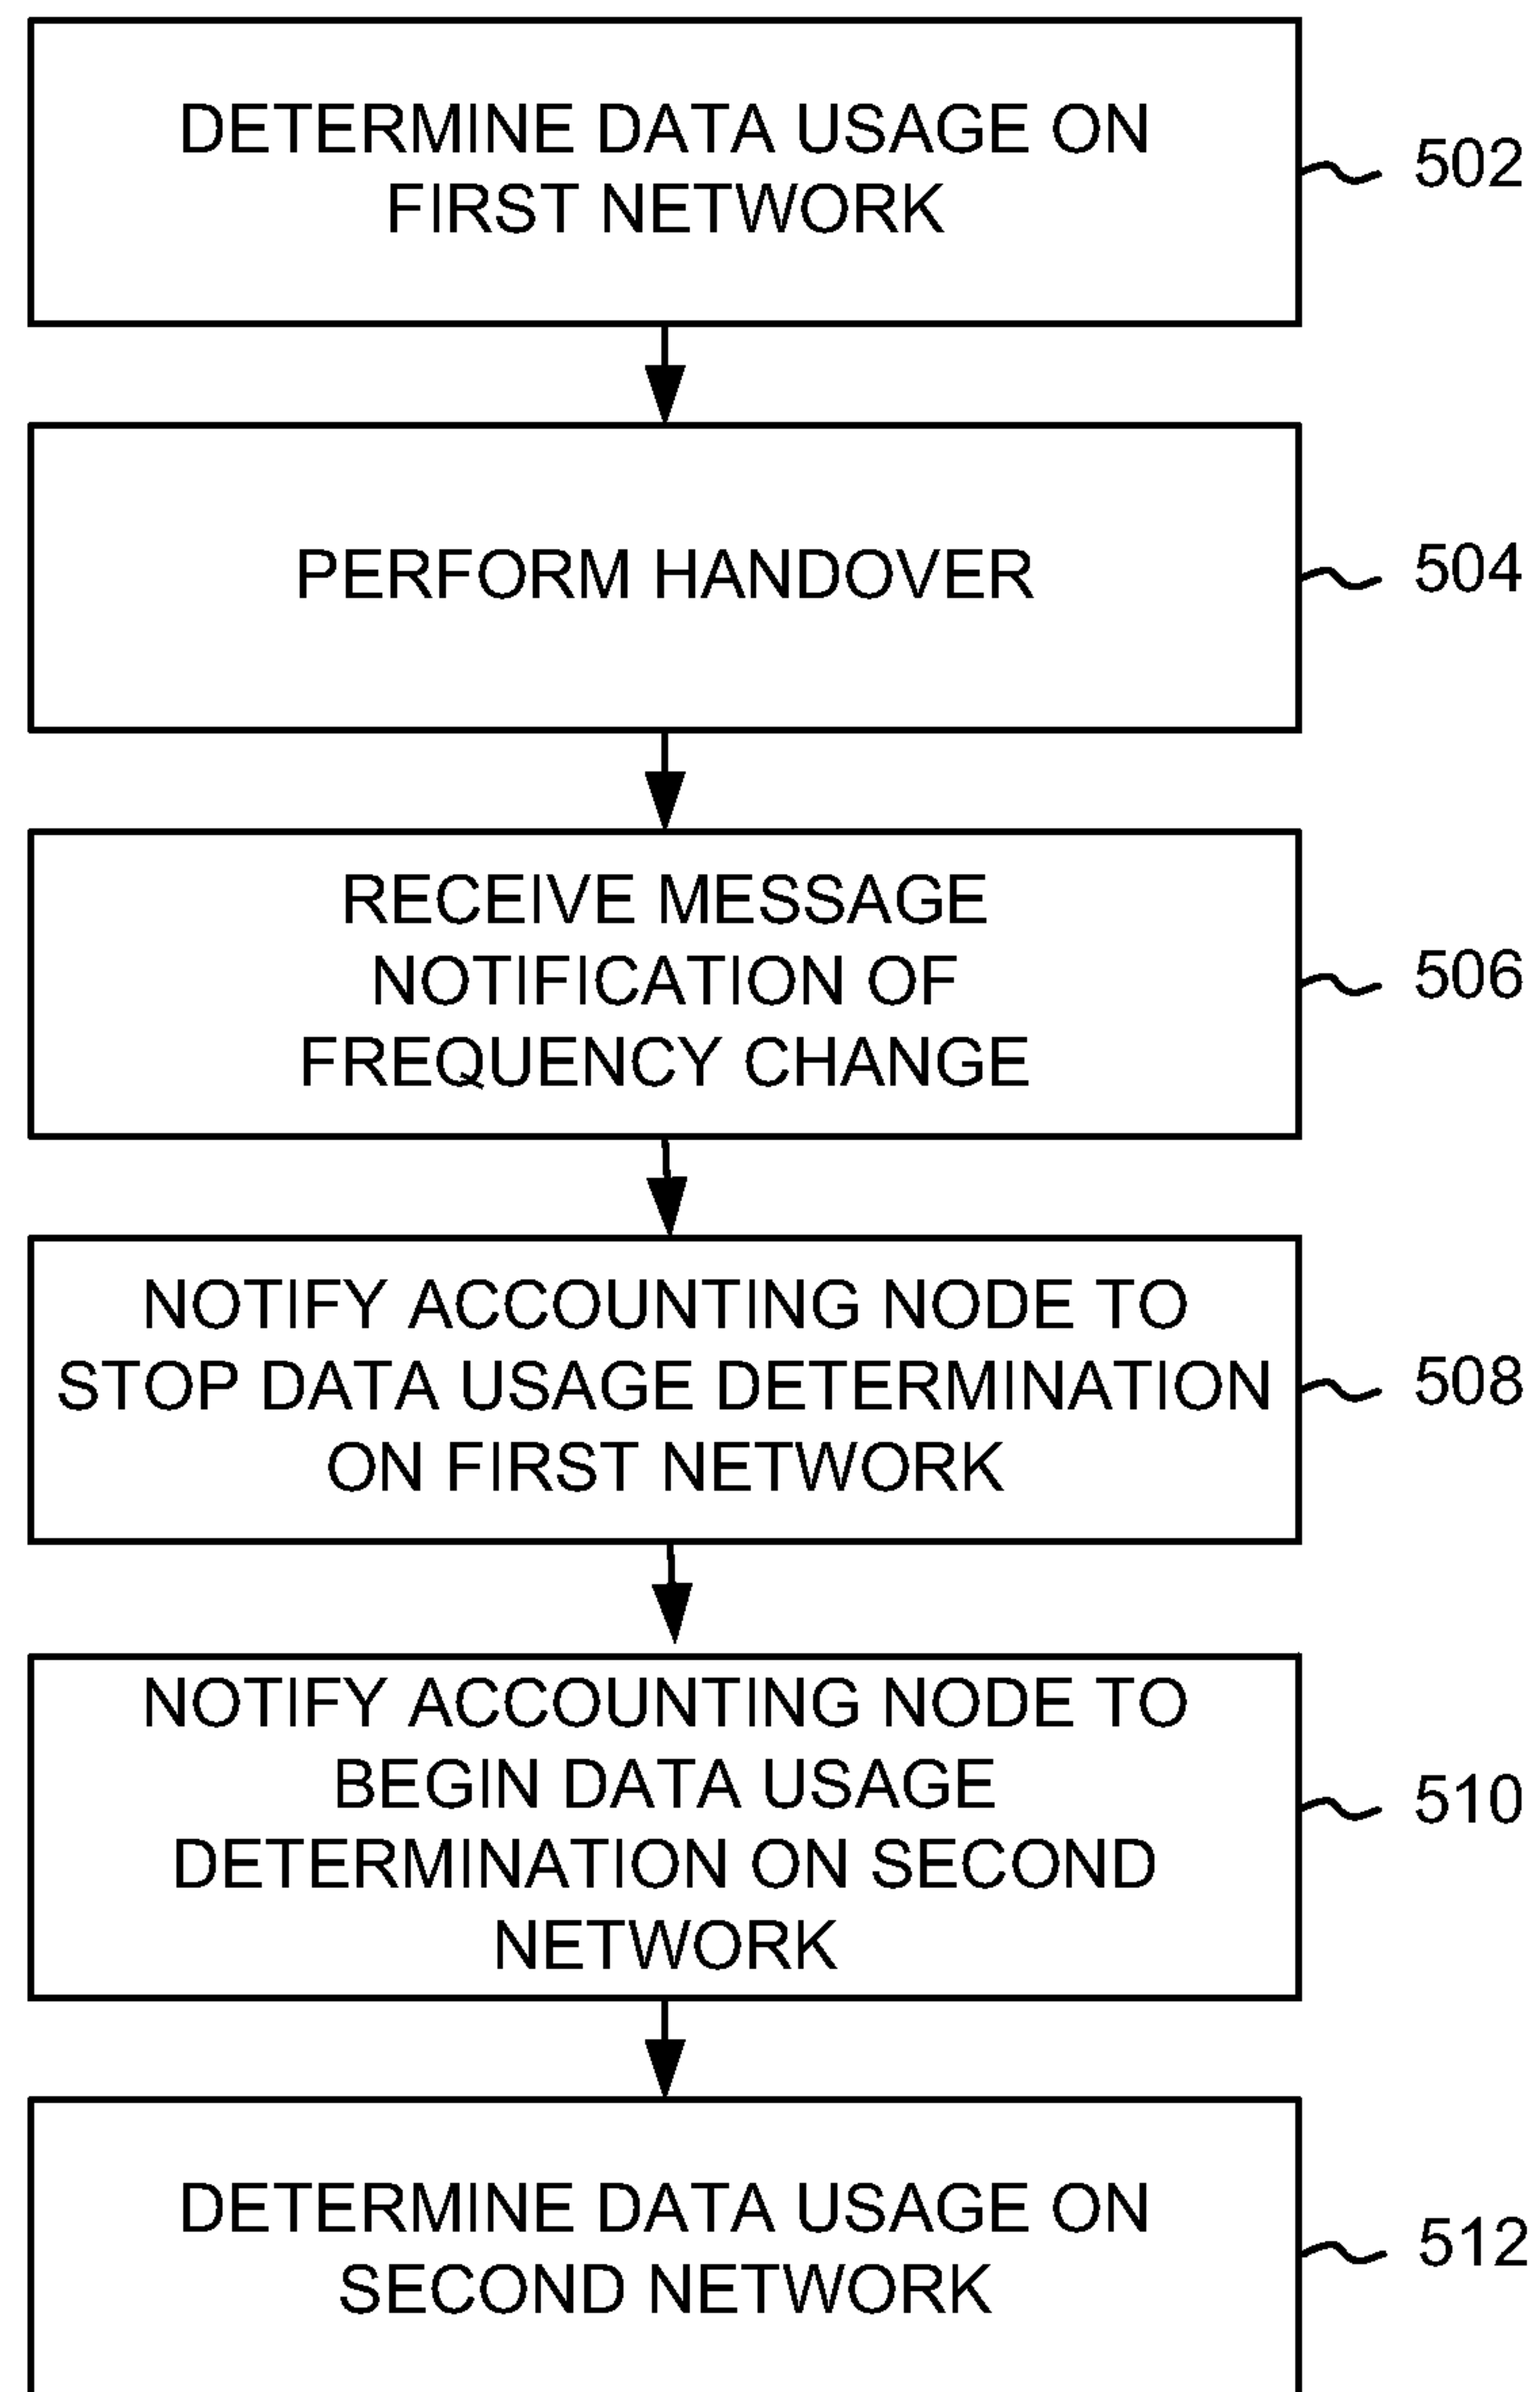 DETERMINE DATA USAGE ON
FIRST NETWORK
502
PERFORM HANDOVER
504
RECEIVE MESSAGE
NOTIFICATION OF
FREQUENCY CHANGE
506
NOTIFY ACCOUNTING NODE TO
STOP DATA USAGE DETERMINATION
ON FIRST NETWORK
508
NOTIFY ACCOUNTING NODE TO
BEGIN DATA USAGE
DETERMINATION ON SECOND
NETWORK
510
DETERMINE DATA USAGE ON
SECOND NETWORK
512